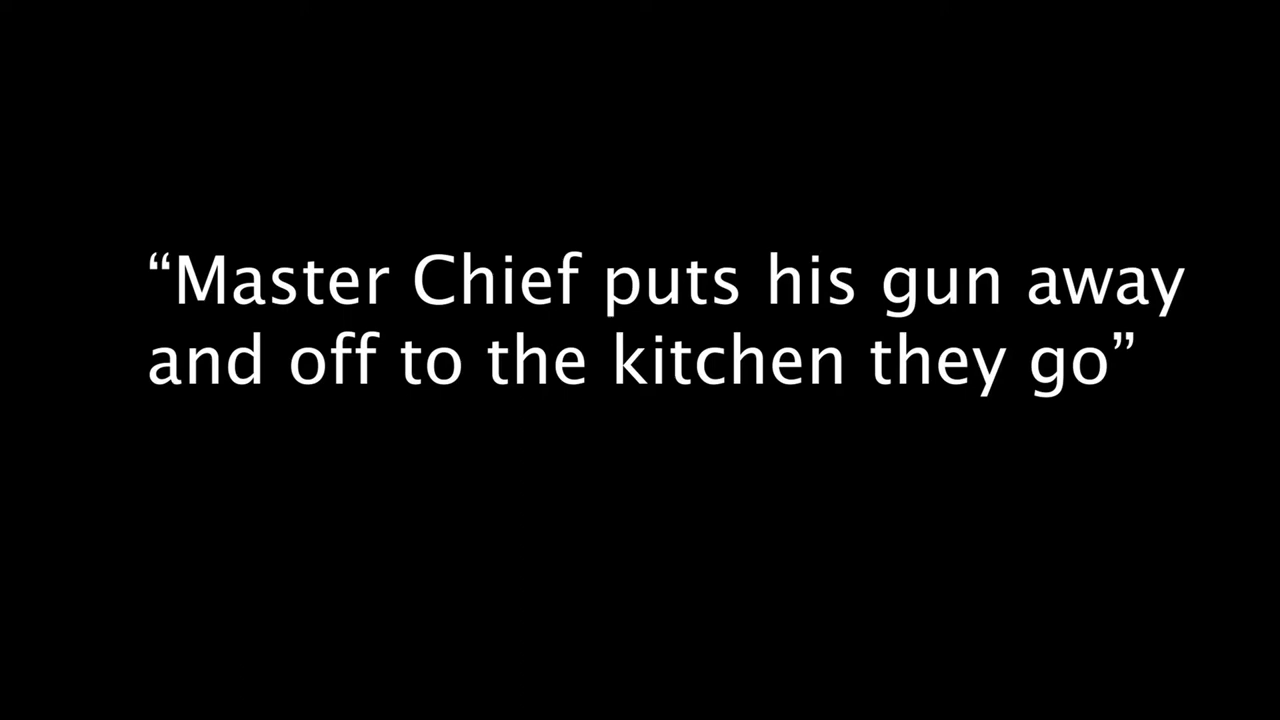 “Master Chief puts his gun away
and off to the kitchen they go”